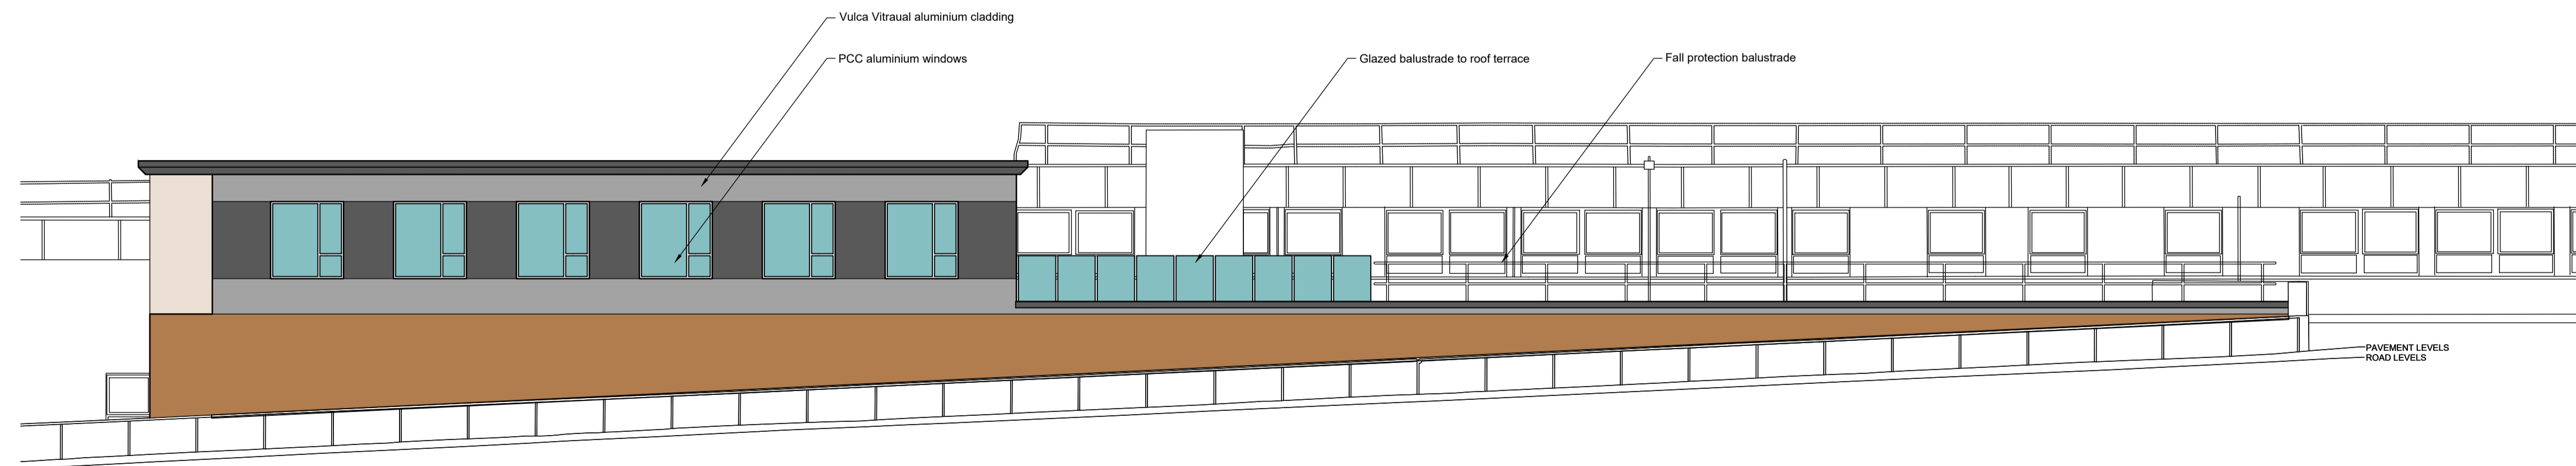 Vulca Vitraual aluminium cladding
PCC aluminium windows
Glazed balustrade to roof terrace
Fall protection balustrade
PAVEMENT LEVELS
ROAD LEVELS